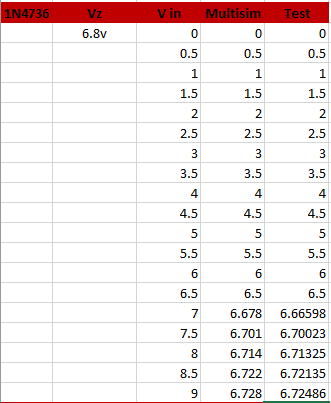 1N4736 Vz V in Multisim Test
6.8v 0 0 0
0.5 0.5 0.5
1 1 1
1.5 1.5 1.5
2 2 2
2.5 2.5 2.5
3 3 3
3.5 3.5 3.5
4 4 4
4.5 4.5 4.5
5 5 5
5.5 5.5 5.5
6 6 6
6.5 6.5 6.5
7 6.678 6.66598
7.5 6.701 6.70023
8 6.714 6.71325
8.5 6.722 6.72135
9 6.728 6.72486